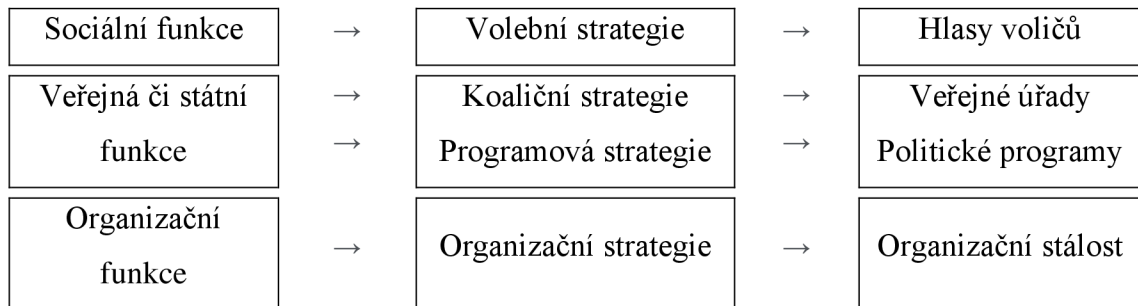 Sociální funkce → Volební strategie → Hlasy voličů
Veřejná či státní → Koaliční strategie → Veřejné úřady
funkce → Programová strategie → Politické programy
Organizační
→ Organizační strategie → Organizační stálost
funkce